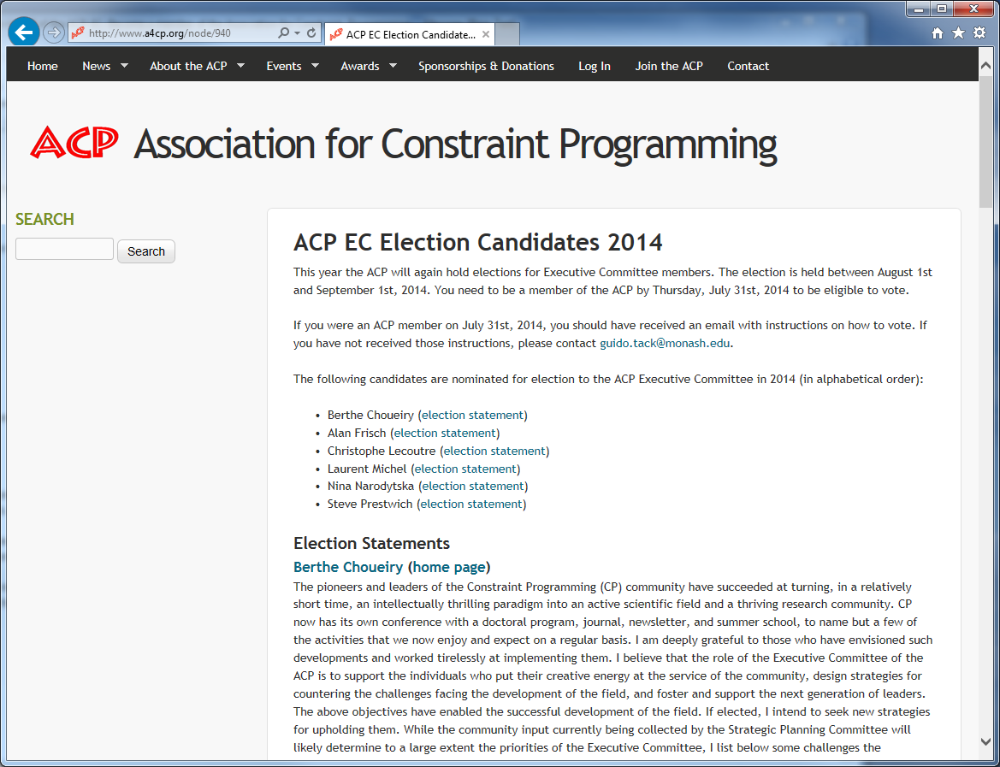 http://www.a4cp.org/node/940
ACP EC Election Candidate...
Home News About the ACP Events Awards Sponsorships & Donations Log In Join the ACP Contact
ACP Association for Constraint Programming
SEARCH
Search
ACP EC Election Candidates 2014
This year the ACP will again hold elections for Executive Committee members. The election is held between August 1st
and September 1st, 2014. You need to be a member of the ACP by Thursday, July 31st, 2014 to be eligible to vote.
If you were an ACP member on July 31st, 2014, you should have received an email with instructions on how to vote. If
you have not received those instructions, please contact guido.tack@monash.edu.
The following candidates are nominated for election to the ACP Executive Committee in 2014 (in alphabetical order):
• Berthe Choueiry (election statement)
• Alan Frisch (election statement)
• Christophe Lecoutre (election statement)
• Laurent Michel (election statement)
• Nina Narodytska (election statement)
• Steve Prestwich (election statement)
Election Statements
Berthe Choueiry (home page)
The pioneers and leaders of the Constraint Programming (CP) community have succeeded at turning, in a relatively
short time, an intellectually thrilling paradigm into an active scientific field and a thriving research community. CP
now has its own conference with a doctoral program, journal, newsletter, and summer school, to name but a few of
the activities that we now enjoy and expect on a regular basis. I am deeply grateful to those who have envisioned such
developments and worked tirelessly at implementing them. I believe that the role of the Executive Committee of the
ACP is to support the individuals who put their creative energy at the service of the community, design strategies for
countering the challenges facing the development of the field, and foster and support the next generation of leaders.
The above objectives have enabled the successful development of the field. If elected, I intend to seek new strategies
for upholding them. While the community input currently being collected by the Strategic Planning Committee will
likely determine to a large extent the priorities of the Executive Committee, I list below some challenges the